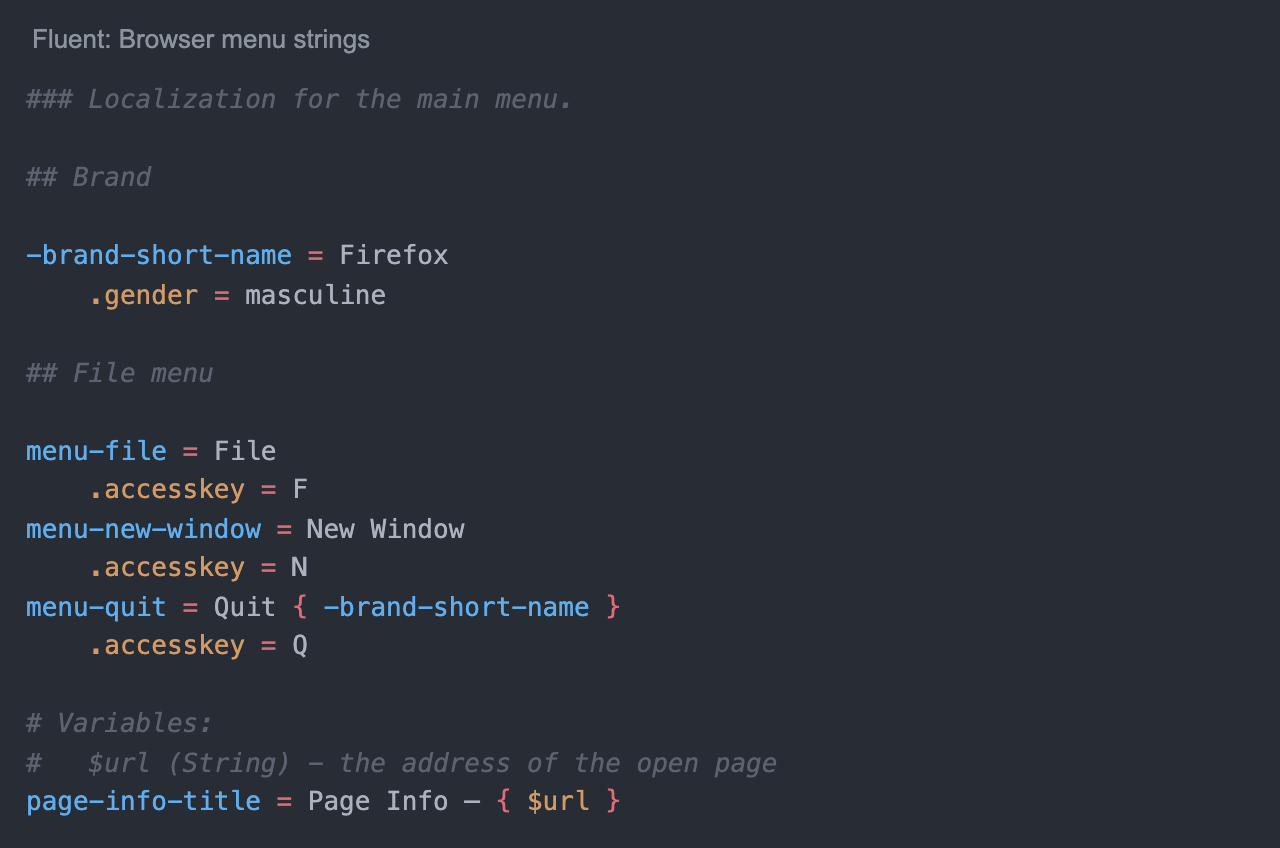 Fluent: Browser menu strings
### Localization for the main menu.
## Brand
-brand-short-name = Firefox
    .gender = masculine
## File menu
menu-file = File
    .accesskey = F
menu-new-window = New Window
    .accesskey = N
menu-quit = Quit { -brand-short-name }
    .accesskey = Q
# Variables:
#   $url (String) – the address of the open page
page-info-title = Page Info — { $url }